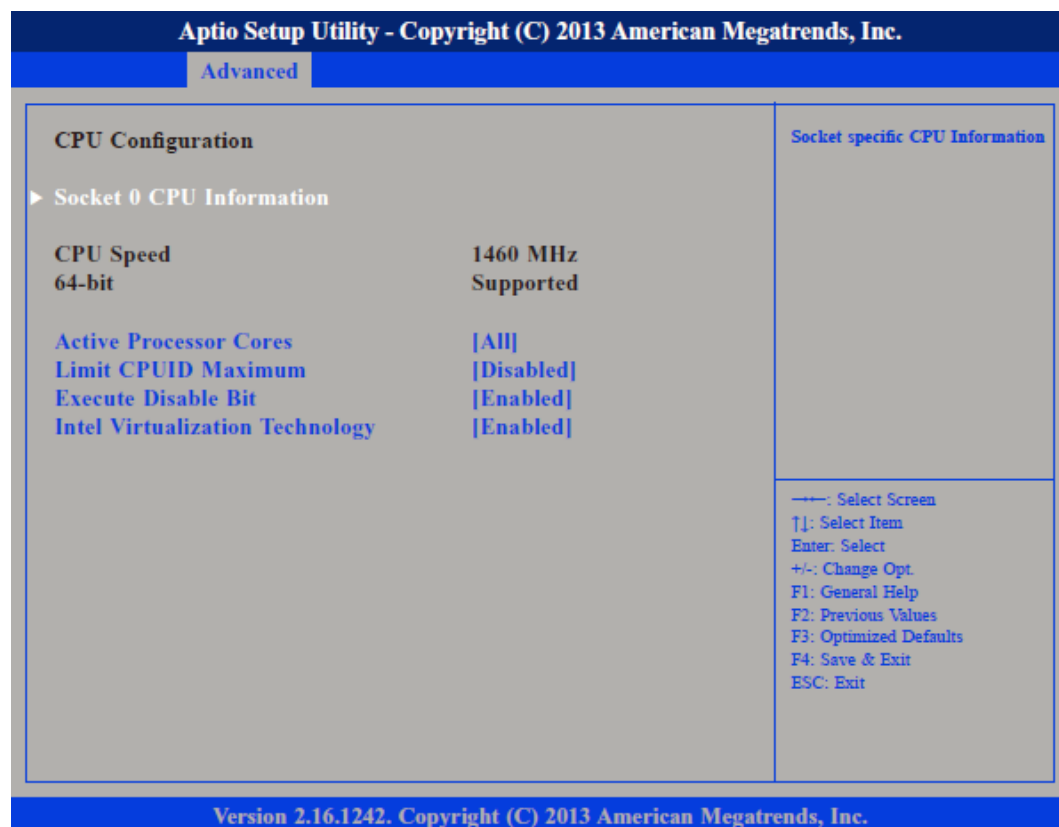 Aptio Setup Utility - Copyright (C) 2013 American Megatrends, Inc.
Advanced
CPU Configuration
▶ Socket 0 CPU Information
CPU Speed 1460 MHz
64-bit Supported
Active Processor Cores [All]
Limit CPUID Maximum [Disabled]
Execute Disable Bit [Enabled]
Intel Virtualization Technology [Enabled]
Socket specific CPU Information
→←: Select Screen
↑↓: Select Item
Enter: Select
+/-: Change Opt.
F1: General Help
F2: Previous Values
F3: Optimized Defaults
F4: Save & Exit
ESC: Exit
Version 2.16.1242. Copyright (C) 2013 American Megatrends, Inc.